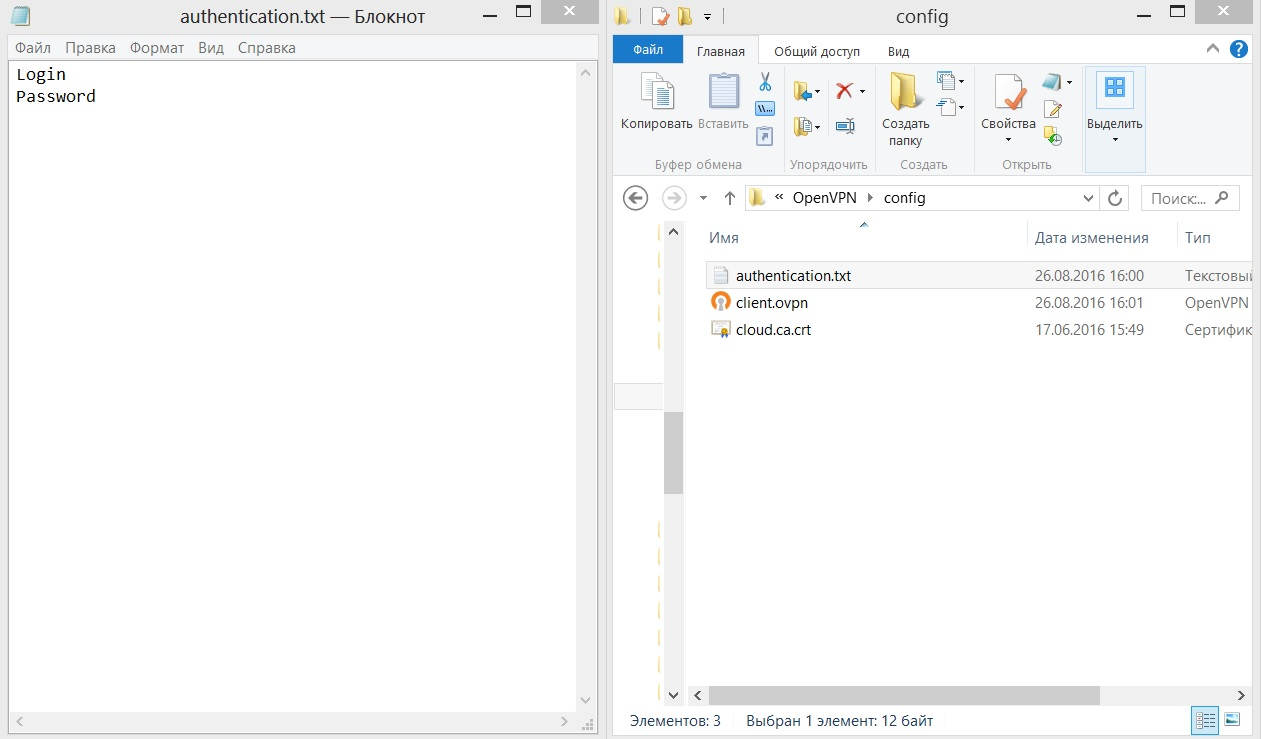 authentication.txt — Блокнот
Файл Правка Формат Вид Справка
Login
Password
config
Файл Главная Общий доступ Вид
Копировать Вставить Создать папку Свойства Выделить
Буфер обмена Упорядочить Создать Открыть
« OpenVPN config Поиск:...
Имя Дата изменения Тип
authentication.txt 26.08.2016 16:00 Текстовый
client.ovpn 26.08.2016 16:01 OpenVPN
cloud.ca.crt 17.06.2016 15:49 Сертифик
Элементов: 3 Выбран 1 элемент: 12 байт